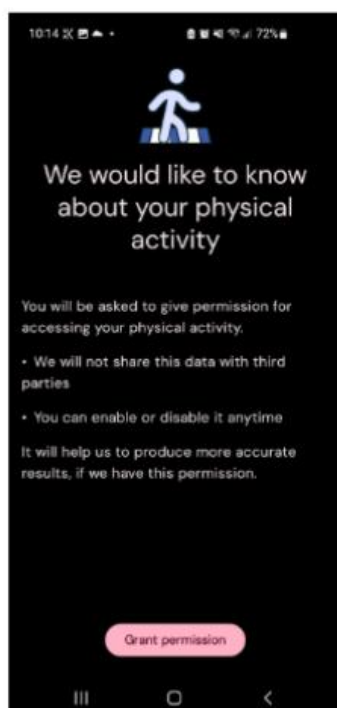 10:14
72%
We would like to know
about your physical
activity
You will be asked to give permission for
accessing your physical activity.
• We will not share this data with third
parties
• You can enable or disable it anytime
It will help us to produce more accurate
results, if we have this permission.
Grant permission